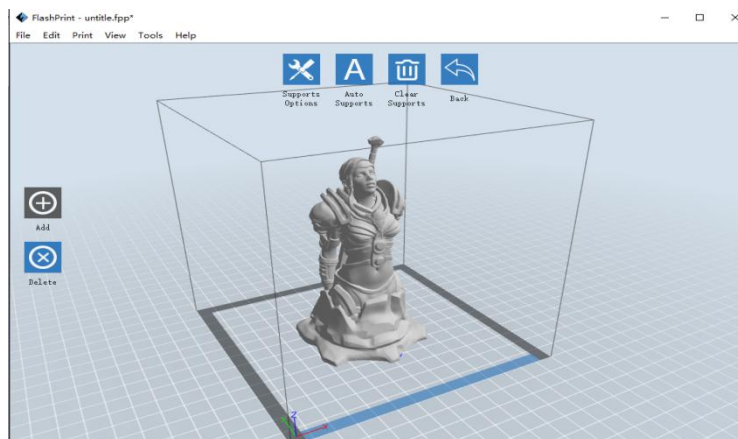 FlashPrint - untitle.fpp*
File Edit Print View Tools Help
Supports
Options
Auto
Supports
Clear
Supports
Back
Add
Delete
Z
X